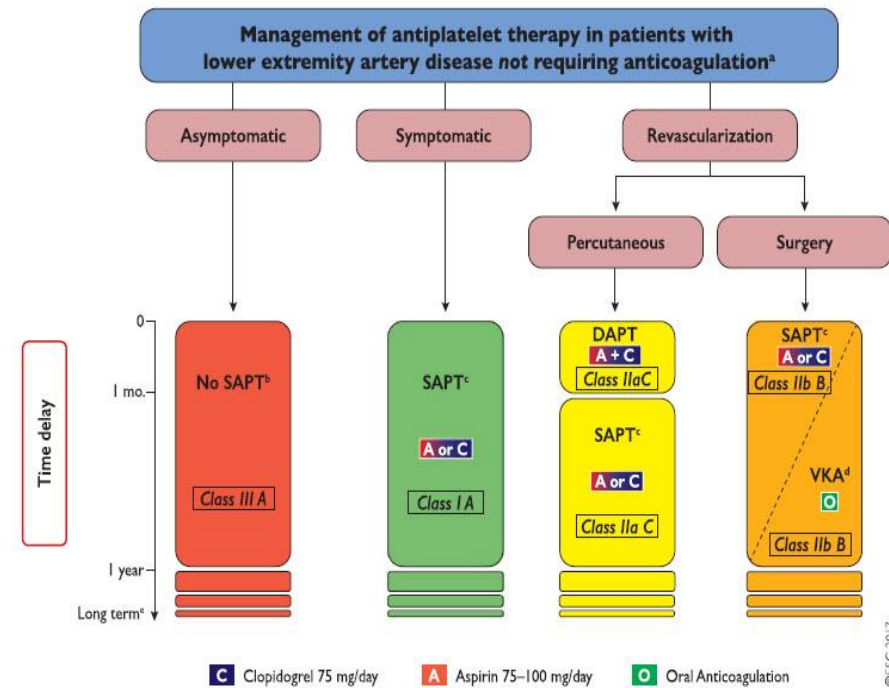 Management of antiplatelet therapy in patients with
lower extremity artery disease not requiring anticoagulationᵃ
Asymptomatic
Symptomatic
Revascularization
Percutaneous
Surgery
Time delay
0
1 mo.
1 year
Long termᵉ
No SAPTᵇ
Class III A
SAPTᶜ
A or C
Class I A
DAPT
A + C
Class IIaC
SAPTᶜ
A or C
Class IIa C
SAPTᶜ
A or C
Class IIb B
VKAᵈ
O
Class IIb B
C Clopidogrel 75 mg/day
A Aspirin 75–100 mg/day
O Oral Anticoagulation
©ESC 2017